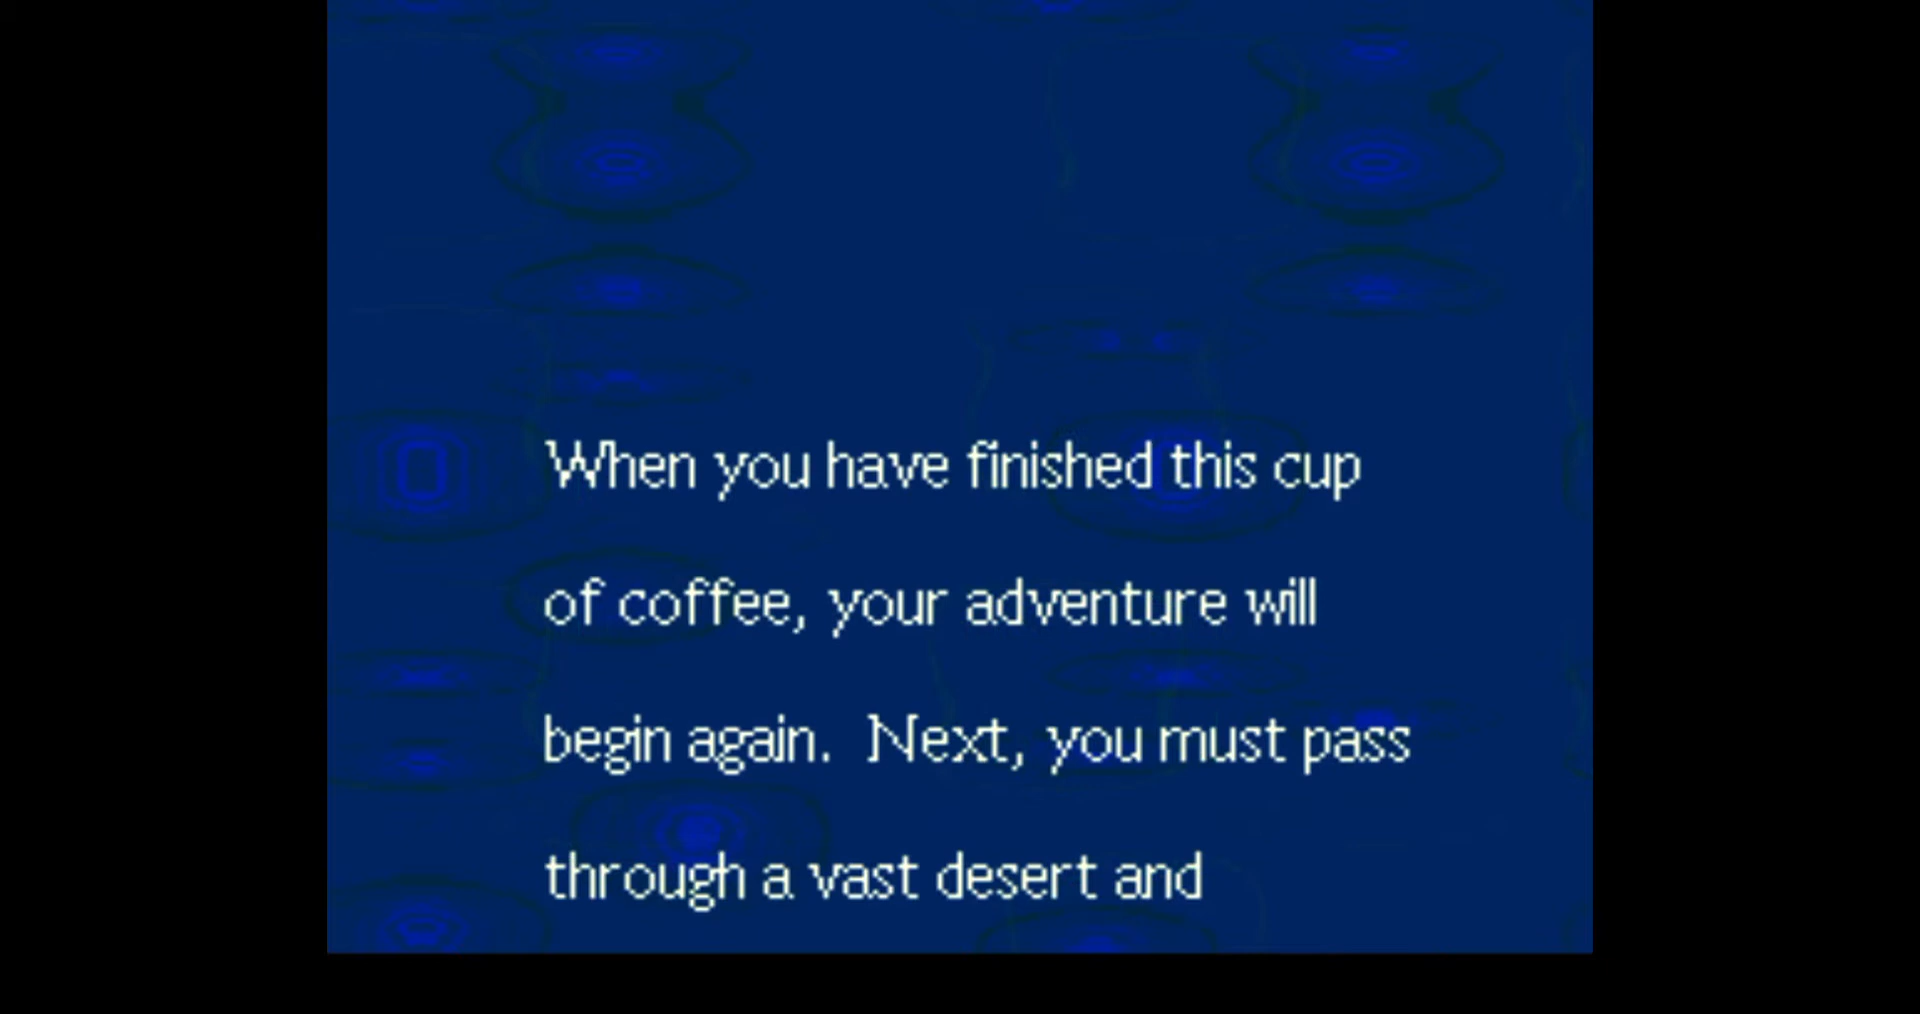 When you have finished this cup
of coffee, your adventure will
begin again.  Next, you must pass
through a vast desert and